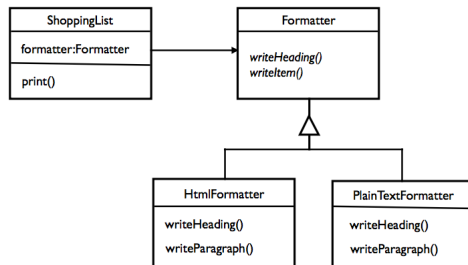 ShoppingList
formatter:Formatter
print()
Formatter
writeHeading()
writeItem()
HtmlFormatter
writeHeading()
writeParagraph()
PlainTextFormatter
writeHeading()
writeParagraph()